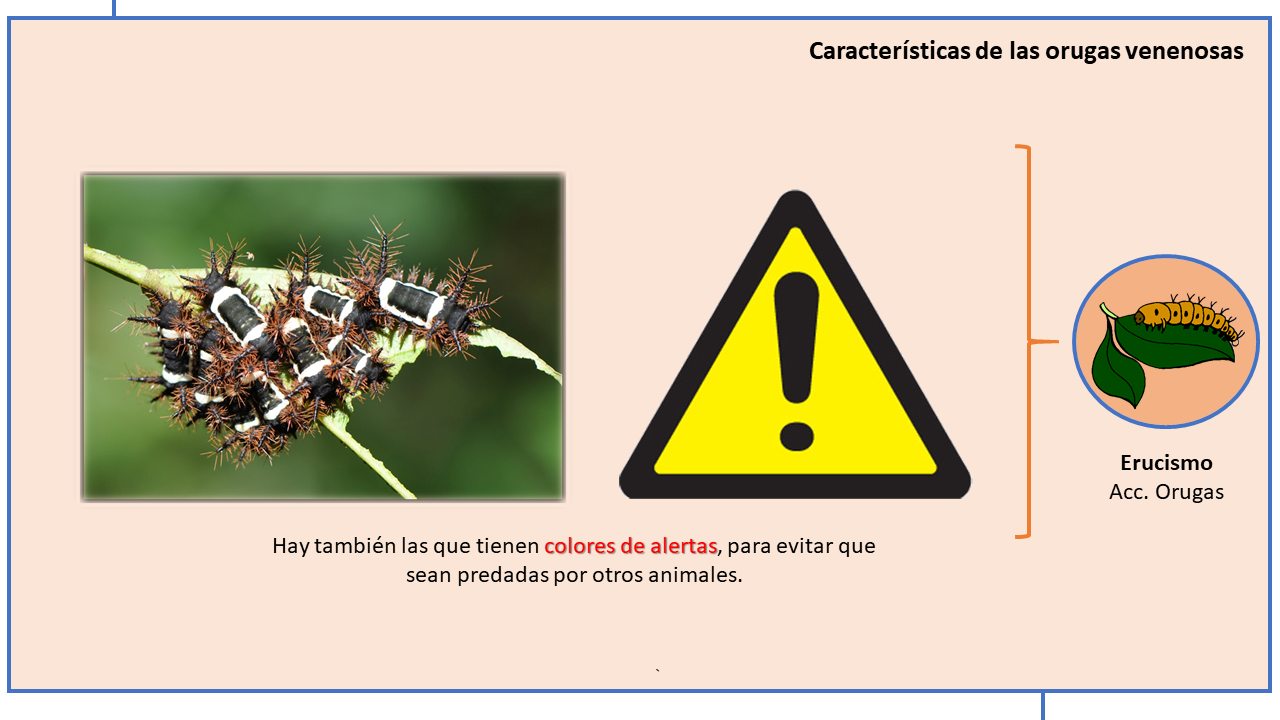 Características de las orugas venenosas
Erucismo
Acc. Orugas
Hay también las que tienen colores de alertas, para evitar que
sean predadas por otros animales.
`